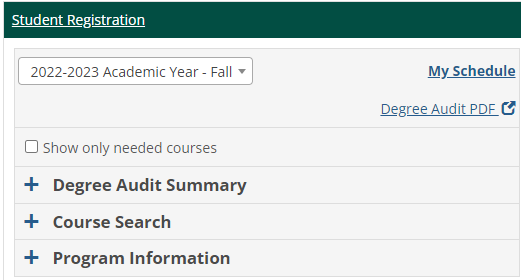 Student Registration
2022-2023 Academic Year - Fall
My Schedule
Degree Audit PDF
Show only needed courses
Degree Audit Summary
Course Search
Program Information